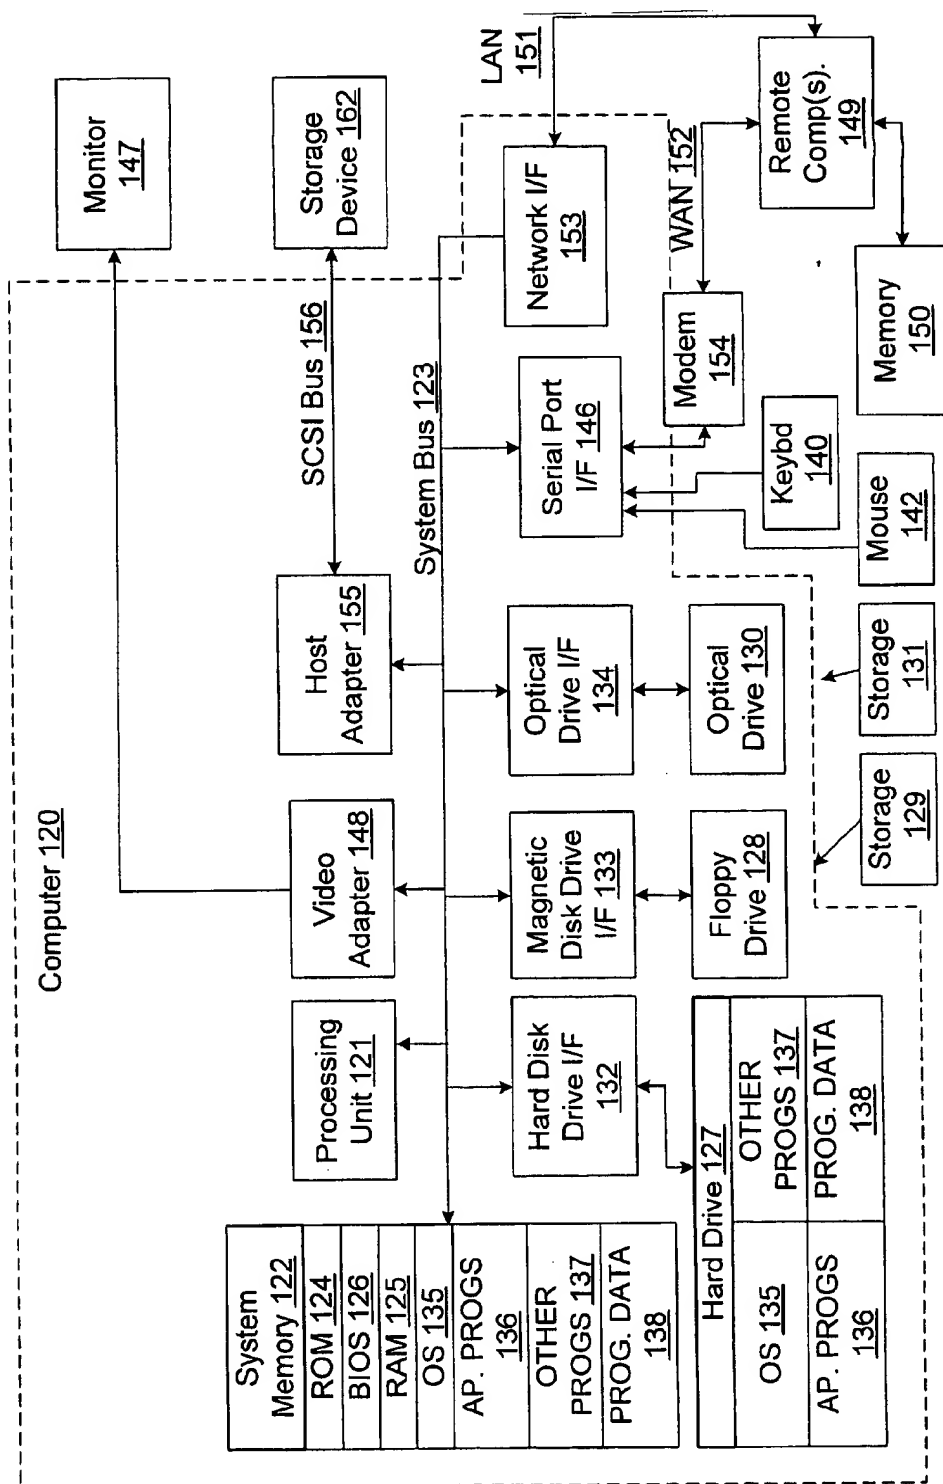 Computer 120
Monitor
147
Storage
Device 162
SCSI Bus 156
System Bus 123
LAN
151
System
Memory 122
ROM 124
BIOS 126
RAM 125
OS 135
AP. PROGS
136
OTHER
PROGS 137
PROG. DATA
138
Processing
Unit 121
Video
Adapter 148
Host
Adapter 155
Hard Disk
Drive I/F
132
Magnetic
Disk Drive
I/F 133
Optical
Drive I/F
134
Serial Port
I/F 146
Network I/F
153
Hard Drive 127
OS 135
OTHER
PROGS 137
AP. PROGS
136
PROG. DATA
138
Floppy
Drive 128
Optical
Drive 130
Modem
154
WAN 152
Remote
Comp(s).
149
Keybd
140
Storage
129
Storage
131
Mouse
142
Memory
150